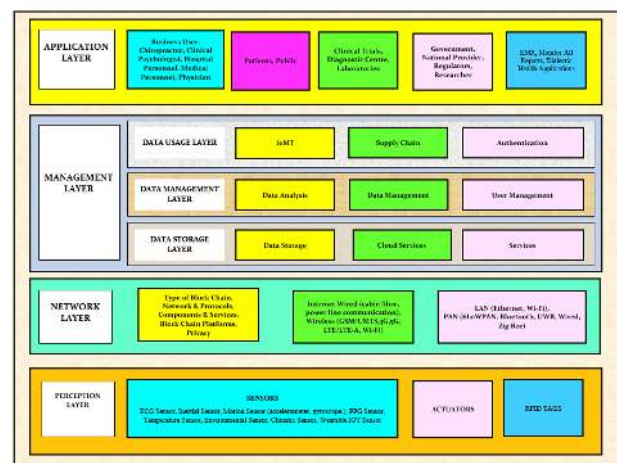 APPLICATION
LAYER
Business User,
Chiropractor, Clinical
Psychologist, Hospital
Personnel, Medical
Personnel, Physician
Patients, Public
Clinical Trials,
Diagnostic Centre,
Laboratories
Government,
National Provider,
Regulators,
Researcher
EMR, Monitor All
Reports,
Health Applications
MANAGEMENT
LAYER
DATA USAGE LAYER
IoMT
Supply Chain
Authentication
DATA MANAGEMENT
LAYER
Data Analysis
Data Management
User Management
DATA STORAGE
LAYER
Data Storage
Cloud Services
Services
NETWORK
LAYER
Type of Block Chain,
Network & Protocols,
Components & Services,
Block Chain Platforms,
Privacy
Internet Wired (cable fibre,
power line communication),
Wireless (GSM/UMTS,3G,4G,
LTE/LTE-A, Wi-Fi)
LAN (Ethernet, Wi-Fi),
PAN (6LoWPAN, Bluetooth, UWB, Wired,
Zig Bee)
PERCEPTION
LAYER
SENSORS
ECG Sensor, Inertial Sensor, Motion Sensor (accelerometer, gyroscope), PPG Sensor,
Temperature Sensor, Environmental Sensor, Sensor, Wearable IOT Sensor
ACTUATORS
RFID TAGS